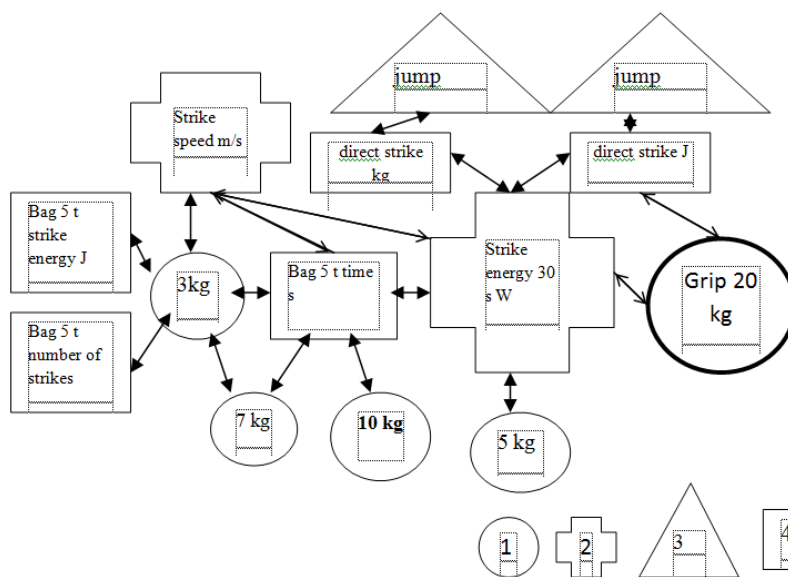 jump
jump
Strike
speed m/s
direct strike
kg
direct strike J
Bag 5 t
strike
energy J
3kg
Bag 5 t time
s
Strike
energy 30
s W
Grip 20
kg
Bag 5 t
number of
strikes
7 kg
10 kg
5 kg
1
2
3
4